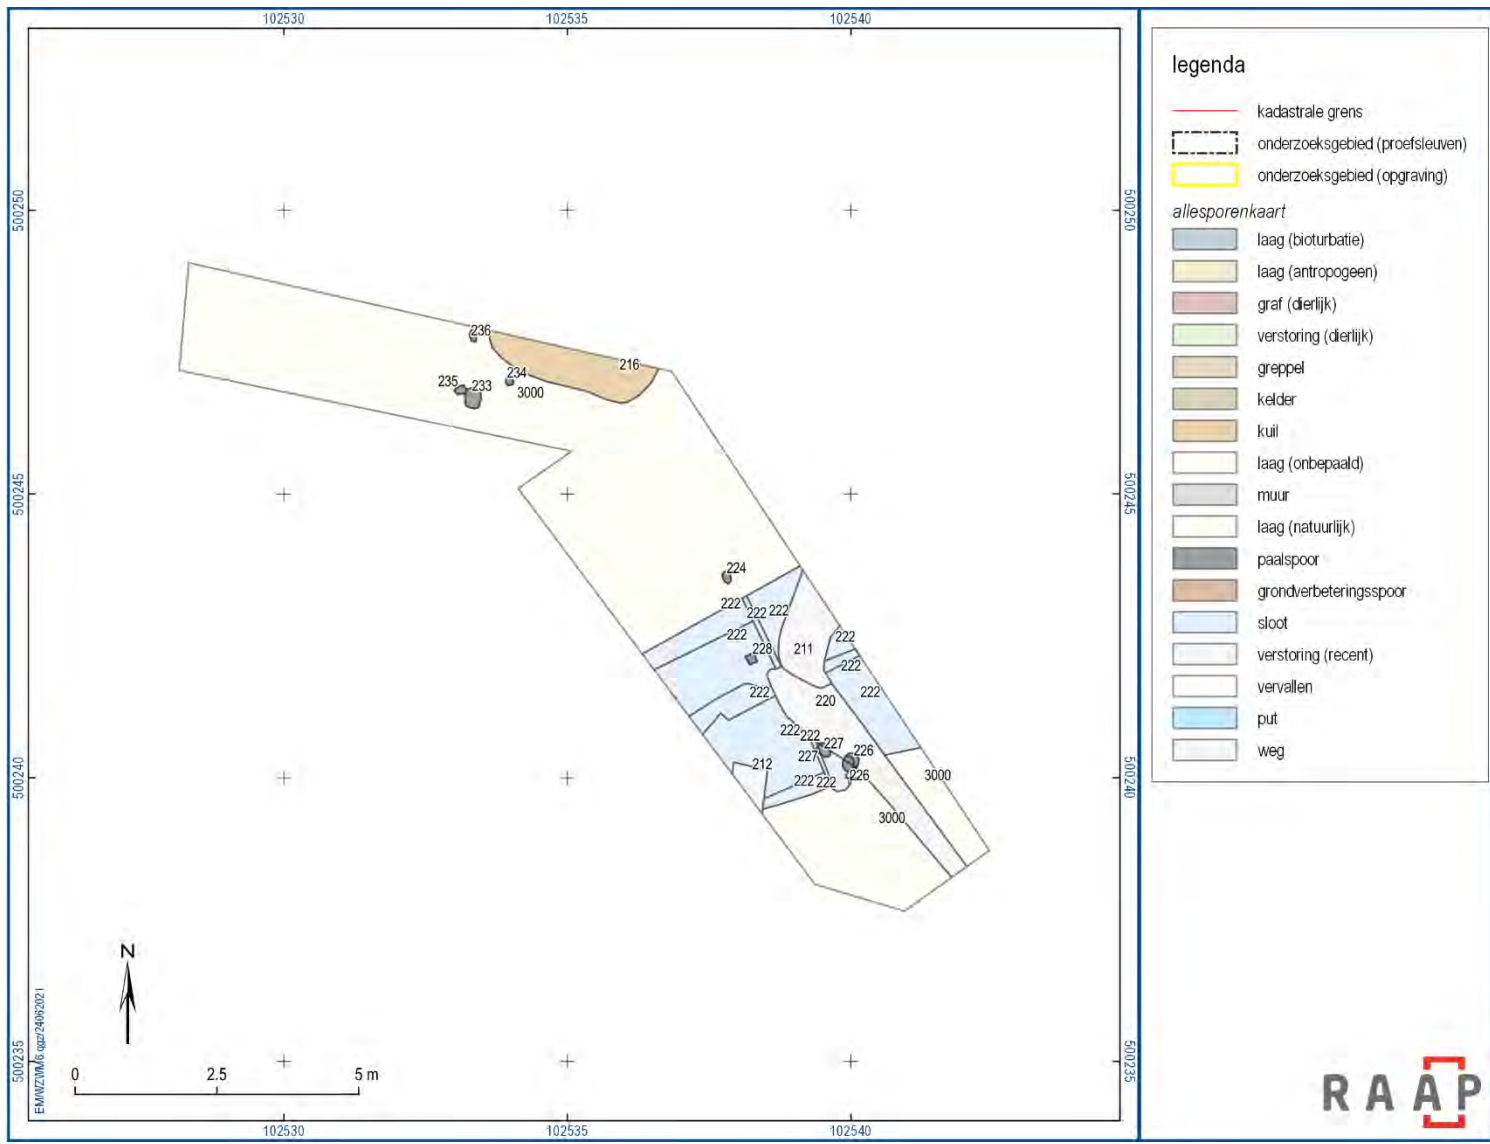 102530
102535
102540
500250
500250
236
216
234
235
233
3000
500245
500245
224
222
222
222
222
222
228
211
222
222
222
220
222
222
227
226
227
212
226
3000
222
222
500240
500240
3000
N
EM/WZWM6.qgz/24062021
500235
500235
0
2.5
5 m
102530
102535
102540
legenda
kadastrale grens
onderzoeksgebied (proefsleuven)
onderzoeksgebied (opgraving)
allesporenkaart
laag (bioturbatie)
laag (antropogeen)
graf (dierlijk)
verstoring (dierlijk)
greppel
kelder
kuil
laag (onbepaald)
muur
laag (natuurlijk)
paalspoor
grondverbeteringsspoor
sloot
verstoring (recent)
vervallen
put
weg
RAAP